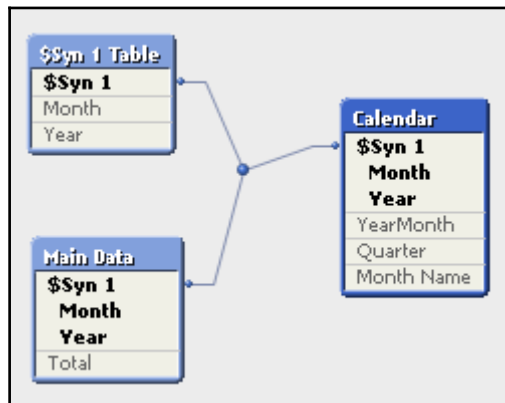 $Syn 1 Table
$Syn 1
Month
Year
Calendar
$Syn 1
Month
Year
YearMonth
Quarter
Month Name
Main Data
$Syn 1
Month
Year
Total